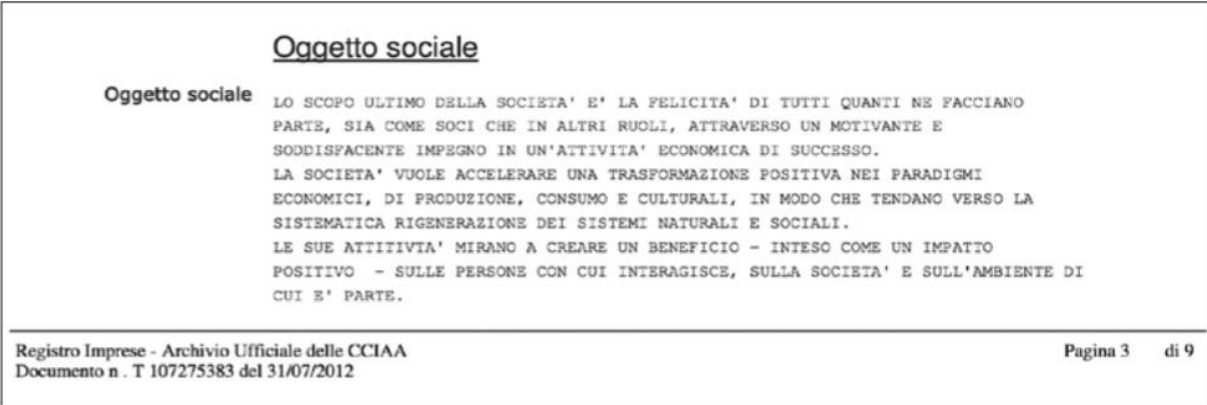 Oggetto sociale
Oggetto sociale
LO SCOPO ULTIMO DELLA SOCIETA' E' LA FELICITA' DI TUTTI QUANTI NE FACCIANO
PARTE, SIA COME SOCI CHE IN ALTRI RUOLI, ATTRAVERSO UN MOTIVANTE E
SODDISFACENTE IMPEGNO IN UN'ATTIVITA' ECONOMICA DI SUCCESSO.
LA SOCIETA' VUOLE ACCELERARE UNA TRASFORMAZIONE POSITIVA NEI PARADIGMI
ECONOMICI, DI PRODUZIONE, CONSUMO E CULTURALI, IN MODO CHE TENDANO VERSO LA
SISTEMATICA RIGENERAZIONE DEI SISTEMI NATURALI E SOCIALI.
LE SUE ATTITIVTA' MIRANO A CREARE UN BENEFICIO - INTESO COME UN IMPATTO
POSITIVO - SULLE PERSONE CON CUI INTERAGISCE, SULLA SOCIETA' E SULL'AMBIENTE DI
CUI E' PARTE.
Registro Imprese - Archivio Ufficiale delle CCIAA
Documento n . T 107275383 del 31/07/2012
Pagina 3 di 9